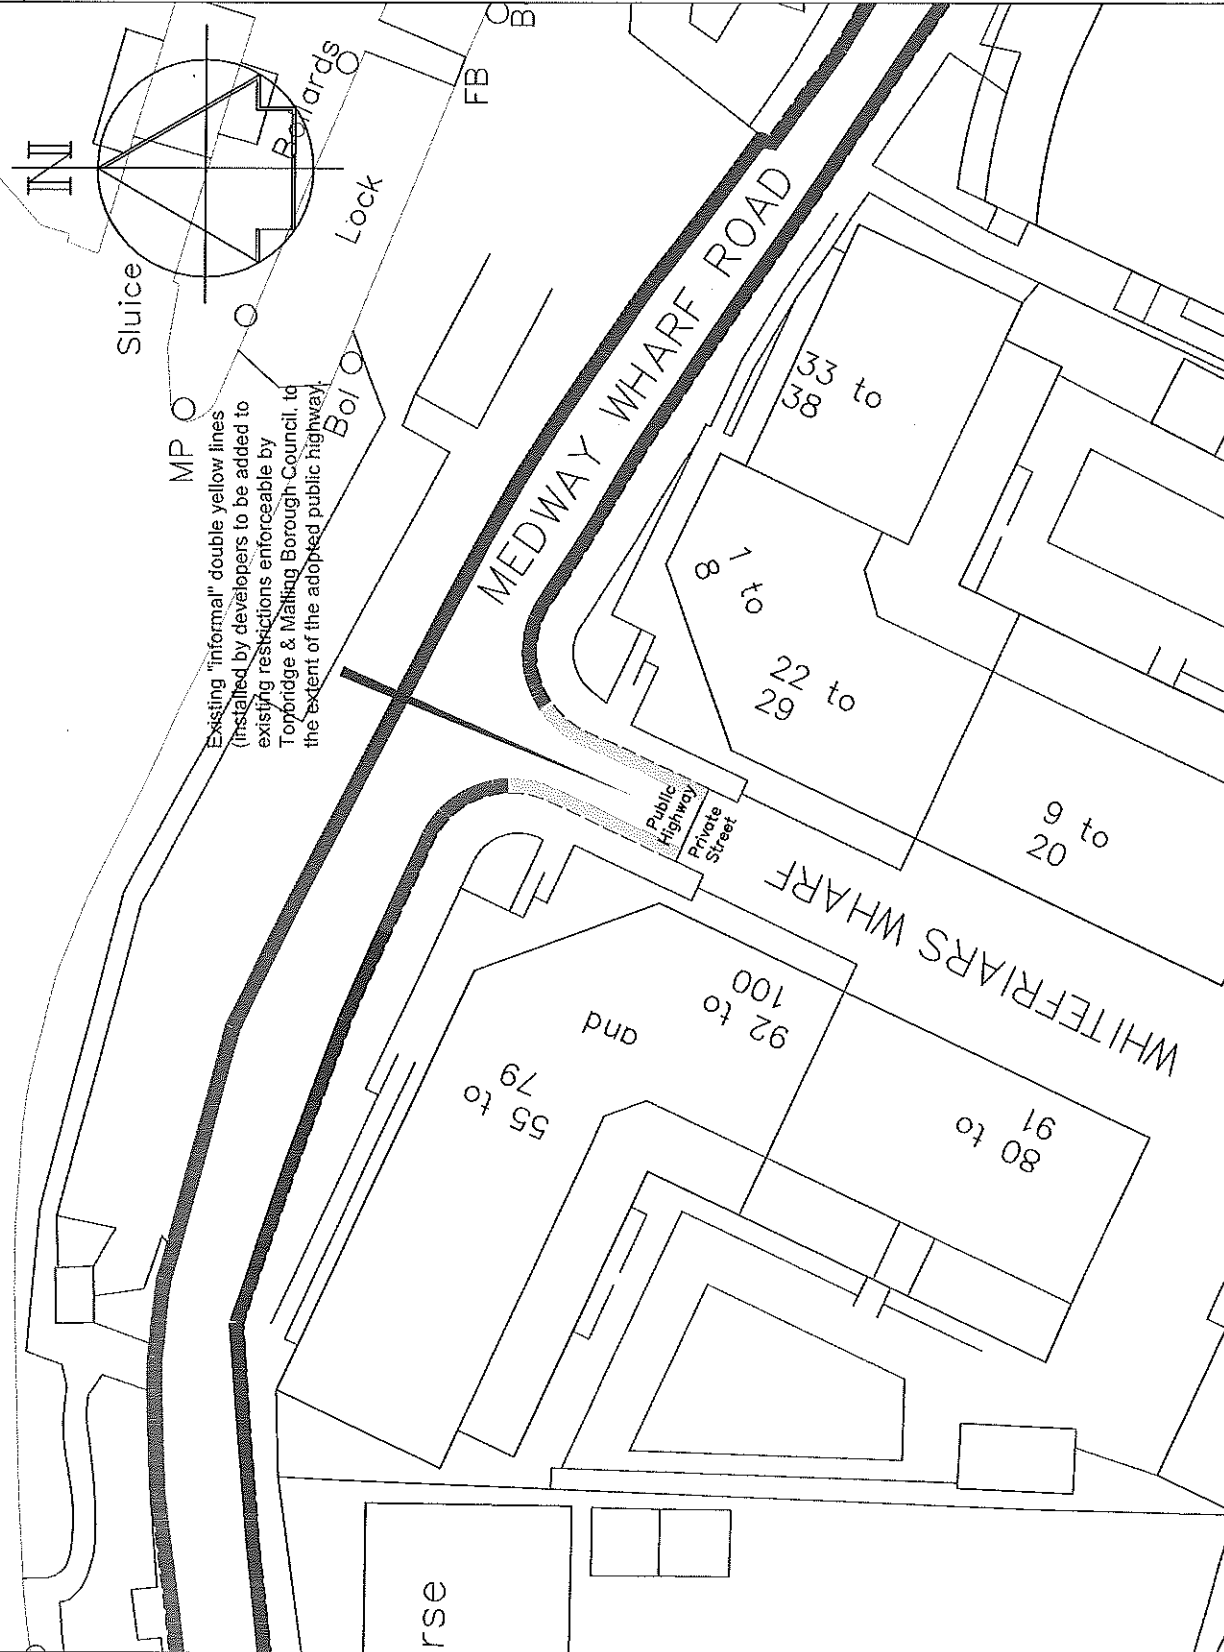 N
Sluice
MP
Bollards
B
FB
Lock
Bol
Existing "informal" double yellow lines
(installed by developers to be added to
existing restrictions enforceable by
Tonbridge & Malling Borough Council, to
the extent of the adopted public highway.
MEDWAY WHARF ROAD
33 to
38
1 to
8
22 to
29
9 to
20
Public
Highway
Private
Street
WHITEFRIARS WHARF
55 to
79
and
92 to
100
80 to
91
rse